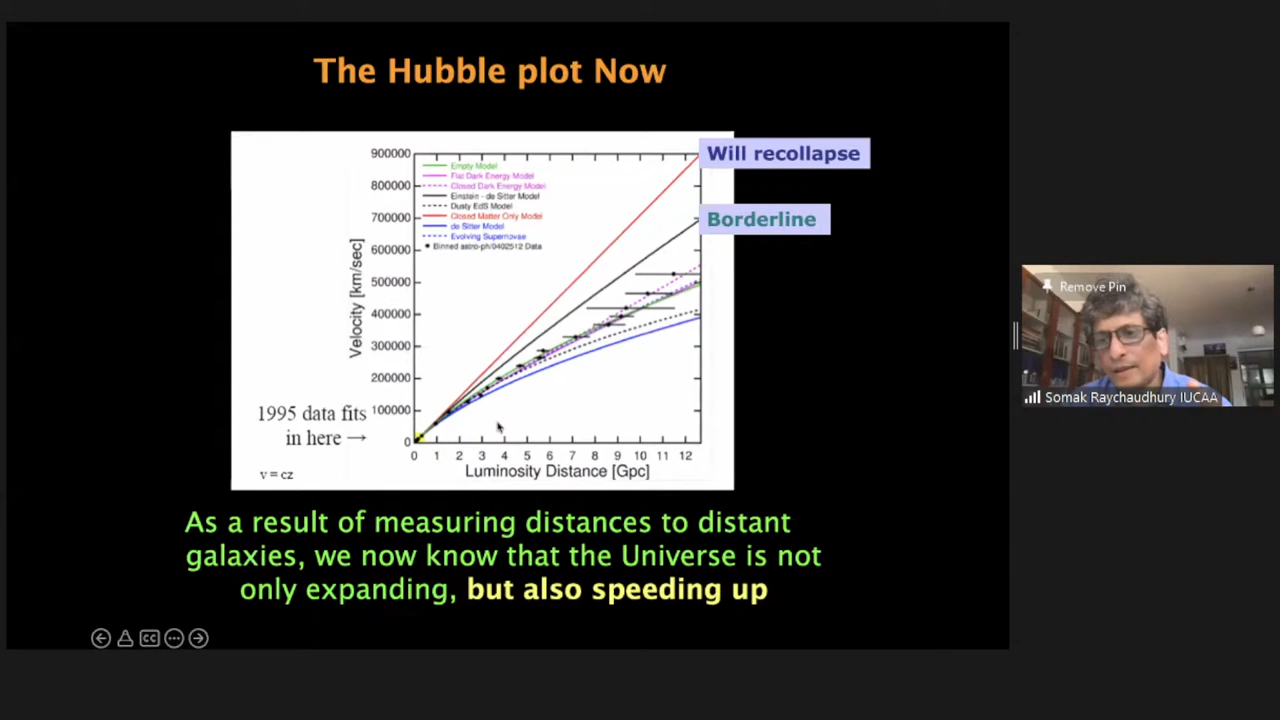 The Hubble plot Now
Will recollapse
Borderline
900000
800000
700000
600000
500000
400000
300000
200000
100000
0
Velocity [km/sec]
Empty Model
Flat Dark Energy Model
Closed Dark Energy Model
Einstein - de Sitter Model
Dusty EdS Model
Closed Matter Only Model
de Sitter Model
Evolving Supernovae
Binned astro-ph/0402512 Data
1995 data fits
in here →
v = cz
0 1 2 3 4 5 6 7 8 9 10 11 12
Luminosity Distance [Gpc]
As a result of measuring distances to distant
galaxies, we now know that the Universe is not
only expanding, but also speeding up
CC
Remove Pin
Somak Raychaudhury IUCAA